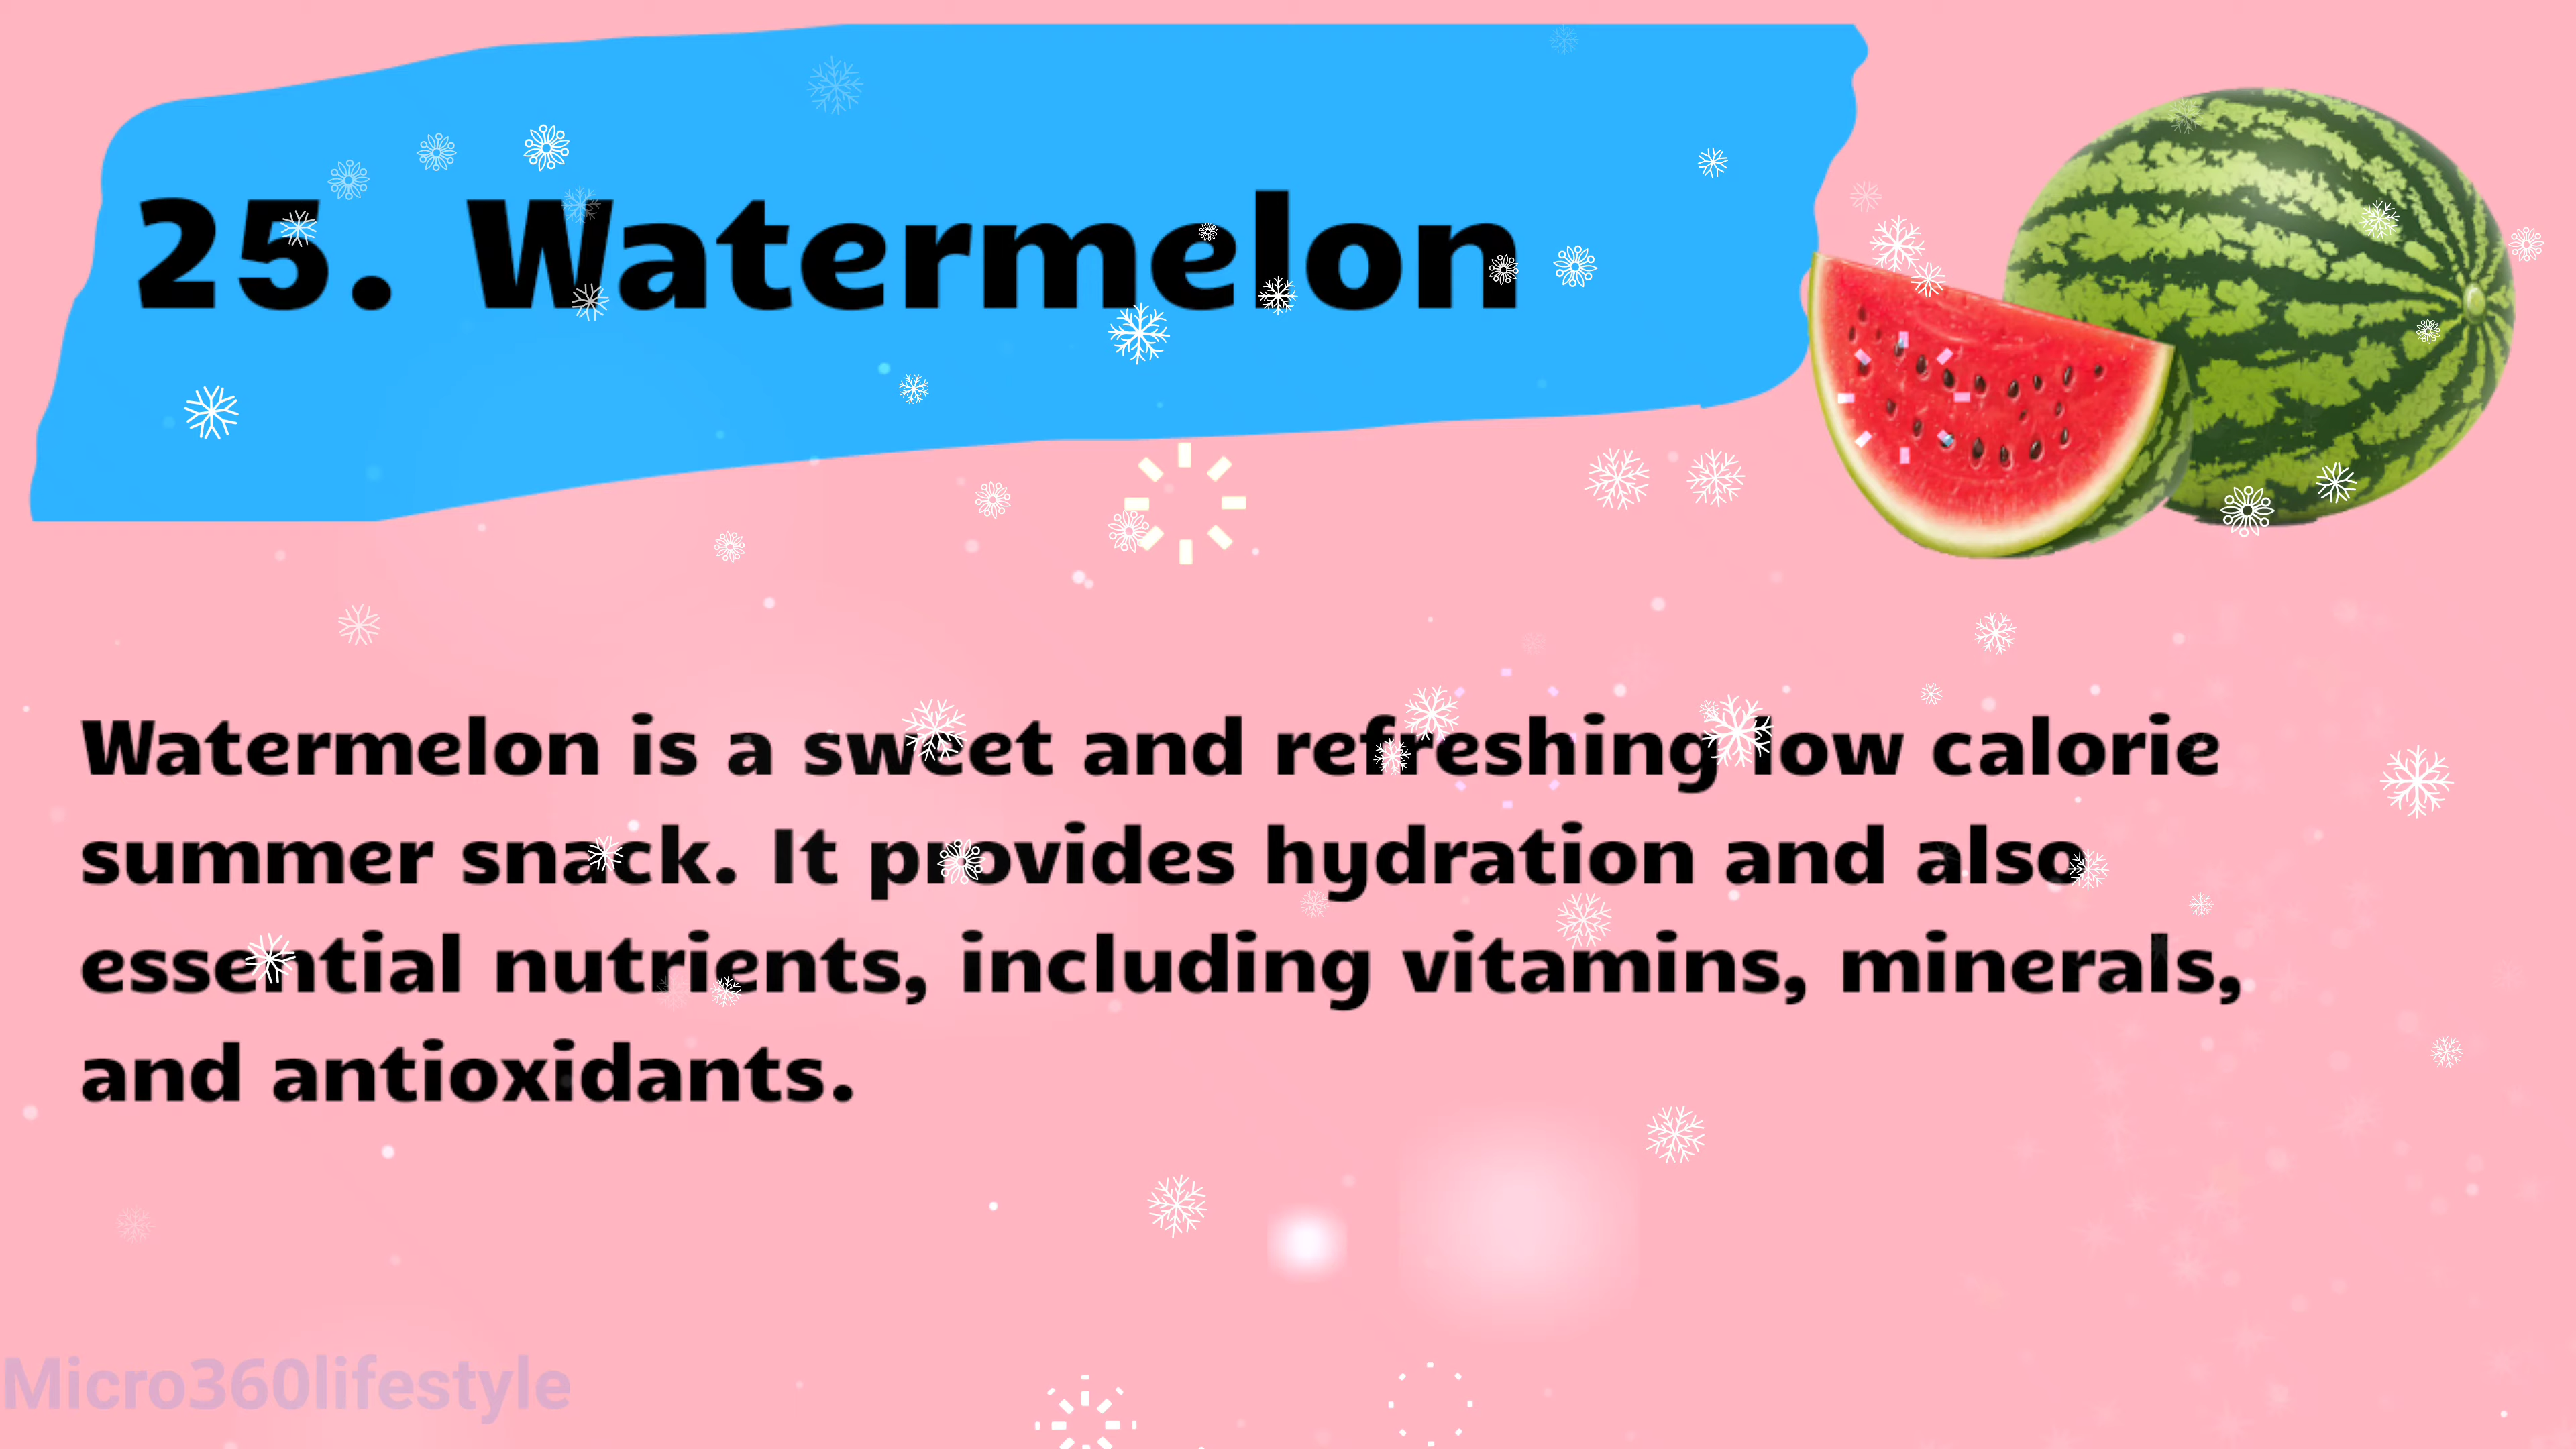 25. Watermelon
Watermelon is a sweet and refreshing low calorie
summer snack. It provides hydration and also
essential nutrients, including vitamins, minerals,
and antioxidants.
Micro360lifestyle